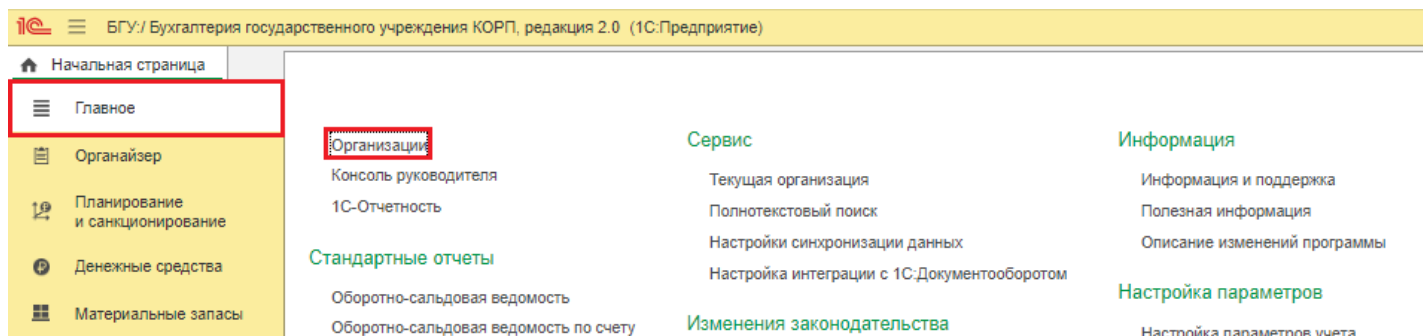 1С БГУ:/ Бухгалтерия государственного учреждения КОРП, редакция 2.0 (1С:Предприятие)
Начальная страница
Главное
Органайзер
Планирование
и санкционирование
Денежные средства
Материальные запасы
Организации
Консоль руководителя
1С-Отчетность
Стандартные отчеты
Оборотно-сальдовая ведомость
Оборотно-сальдовая ведомость по счету
Сервис
Текущая организация
Полнотекстовый поиск
Настройки синхронизации данных
Настройка интеграции с 1С:Документооборотом
Изменения законодательства
Информация
Информация и поддержка
Полезная информация
Описание изменений программы
Настройка параметров
Настройка параметров учета